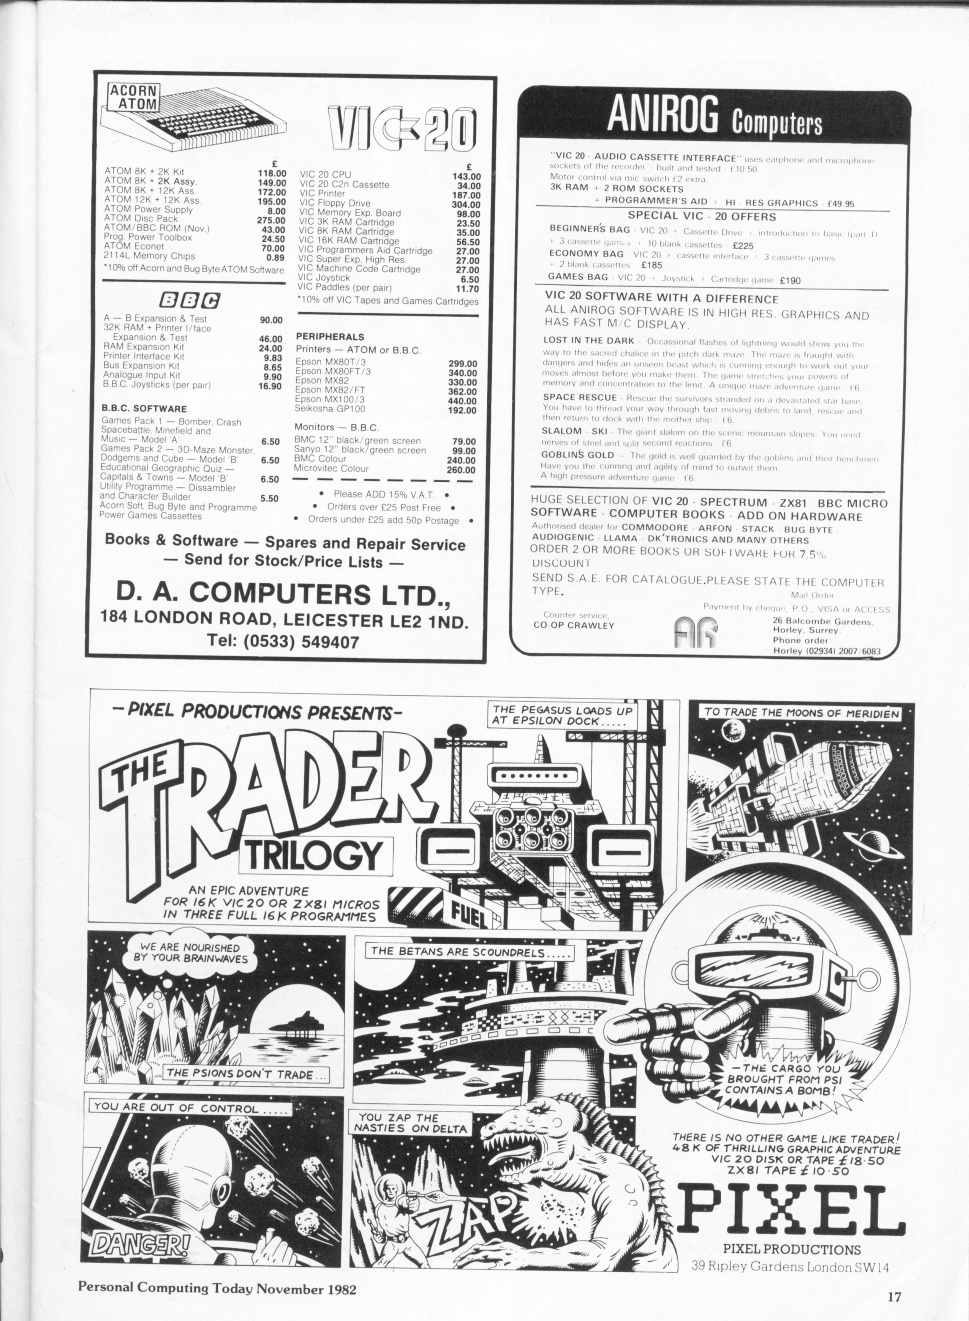 ACORN
ATOM
£
ATOM 8K + 2K Kit 118.00
ATOM 8K + 2K Assy. 149.00
ATOM 8K + 12K Ass. 172.00
ATOM 12K + 12K Ass. 195.00
ATOM Power Supply 8.00
ATOM Disc Pack 275.00
ATOM/BBC ROM (Nov.) 43.00
Prog. Power Toolbox 24.50
ATOM Econet 70.00
2114L Memory Chips 0.89
*10% off Acorn and Bug Byte ATOM Software
BBC
A — B Expansion & Test 90.00
32K RAM + Printer I/face
Expansion & Test 46.00
RAM Expansion Kit 24.00
Printer Interface Kit 9.83
Bus Expansion Kit 8.65
Analogue Input Kit 9.90
B.B.C. Joysticks (per pair) 16.90
B.B.C. SOFTWARE
Games Pack 1 — Bomber, Crash
Spacebattle, Minefield and
Music — Model 'A' 6.50
Games Pack 2 — 3D-Maze Monster,
Dodgems and Cube — Model 'B' 6.50
Educational Geographic Quiz —
Capitals & Towns — Model 'B' 6.50
Utility Programme — Dissambler
and Character Builder 5.50
Acorn Soft, Bug Byte and Programme
Power Games Cassettes
VIC-20
£
VIC 20 CPU 143.00
VIC 20 C2n Cassette 34.00
VIC Printer 187.00
VIC Floppy Drive 304.00
VIC Memory Exp. Board 98.00
VIC 3K RAM Cartridge 23.50
VIC 8K RAM Cartridge 35.00
VIC 16K RAM Cartridge 56.50
VIC Programmers Aid Cartridge 27.00
VIC Super Exp. High Res. 27.00
VIC Machine Code Cartridge 27.00
VIC Joystick 6.50
VIC Paddles (per pair) 11.70
*10% off VIC Tapes and Games Cartridges
PERIPHERALS
Printers — ATOM or B.B.C.
Epson MX80T/3 299.00
Epson MX80FT/3 340.00
Epson MX82 330.00
Epson MX82/FT 362.00
Epson MX100/3 440.00
Seikosha GP100 192.00
Monitors — B.B.C.
BMC 12" black/green screen 79.00
Sanyo 12" black/green screen 99.00
BMC Colour 240.00
Microvitec Colour 260.00
• Please ADD 15% V.A.T. •
• Orders over £25 Post Free •
• Orders under £25 add 50p Postage •
Books & Software — Spares and Repair Service
— Send for Stock/Price Lists —
D. A. COMPUTERS LTD.,
184 LONDON ROAD, LEICESTER LE2 1ND.
Tel: (0533) 549407
ANIROG Computers
"VIC 20 - AUDIO CASSETTE INTERFACE" uses earphone and microphone
sockets of the recorder - built and tested £10.50.
Motor control via mic switch £2 extra.
3K RAM + 2 ROM SOCKETS
+ PROGRAMMER'S AID + HI - RES GRAPHICS - £49.95
SPECIAL VIC - 20 OFFERS
BEGINNER'S BAG - VIC 20 + Cassette Drive + introduction to basic (part 1)
+ 3 cassette games + 10 blank cassettes £225
ECONOMY BAG - VIC 20 + cassette interface + 3 cassette games
+ 2 blank cassettes £185
GAMES BAG - VIC 20 + Joystick + Cartridge game £190
VIC 20 SOFTWARE WITH A DIFFERENCE
ALL ANIROG SOFTWARE IS IN HIGH RES. GRAPHICS AND
HAS FAST M/C DISPLAY.
LOST IN THE DARK - Occassional flashes of lightning would show you the
way to the sacred chalice in the pitch dark maze. The maze is fraught with
dangers and hides an unseen beast which is cunning enough to work out your
moves almost before you make them. The game stretches your powers of
memory and concentration to the limit. A unique maze adventure game £6.
SPACE RESCUE - Rescue the survivors stranded on a devastated star base.
You have to thread your way through fast moving debris to land, rescue and
then return to dock with the mother ship £6.
SLALOM - SKI - The giant slalom on the scenic mountain slopes. You need
nerves of steel and split second reactions - £6.
GOBLIN'S GOLD — The gold is well guarded by the goblins and their henchmen.
Have you the cunning and agility of mind to outwit them.
A high pressure adventure game - £6
HUGE SELECTION OF VIC 20 - SPECTRUM - ZX81 BBC MICRO
SOFTWARE - COMPUTER BOOKS - ADD ON HARDWARE
Authorised dealer for COMMODORE - ARFON - STACK - BUG BYTE
AUDIOGENIC - LLAMA - DK'TRONICS AND MANY OTHERS
ORDER 2 OR MORE BOOKS OR SOFTWARE FOR 7.5%
DISCOUNT
SEND S.A.E. FOR CATALOGUE.PLEASE STATE THE COMPUTER
TYPE.
Mail Order
Payment by cheque, P.O., VISA or ACCESS.
Counter service,
CO-OP CRAWLEY
AR
26 Balcombe Gardens,
Horley, Surrey.
Phone order:
Horley (02934) 2007/6083
-PIXEL PRODUCTIONS PRESENTS-
THE
TRADER
TRILOGY
AN EPIC ADVENTURE
FOR 16K VIC20 OR ZX81 MICROS
IN THREE FULL 16K PROGRAMMES
THE PEGASUS LOADS UP
AT EPSILON DOCK.....
FUEL
TO TRADE THE MOONS OF MERIDIEN
WE ARE NOURISHED
BY YOUR BRAINWAVES
THE PSIONS DON'T TRADE...
THE BETANS ARE SCOUNDRELS.....
-THE CARGO YOU
BROUGHT FROM PSI
CONTAINS A BOMB!
YOU ARE OUT OF CONTROL.....
DANGER!
YOU ZAP THE
NASTIES ON DELTA
ZAP
THERE IS NO OTHER GAME LIKE TRADER!
48K OF THRILLING GRAPHIC ADVENTURE
VIC 20 DISK OR TAPE £18·50
ZX81 TAPE £10·50
PIXEL
PIXEL PRODUCTIONS
39 Ripley Gardens London SW14
Personal Computing Today November 1982
17